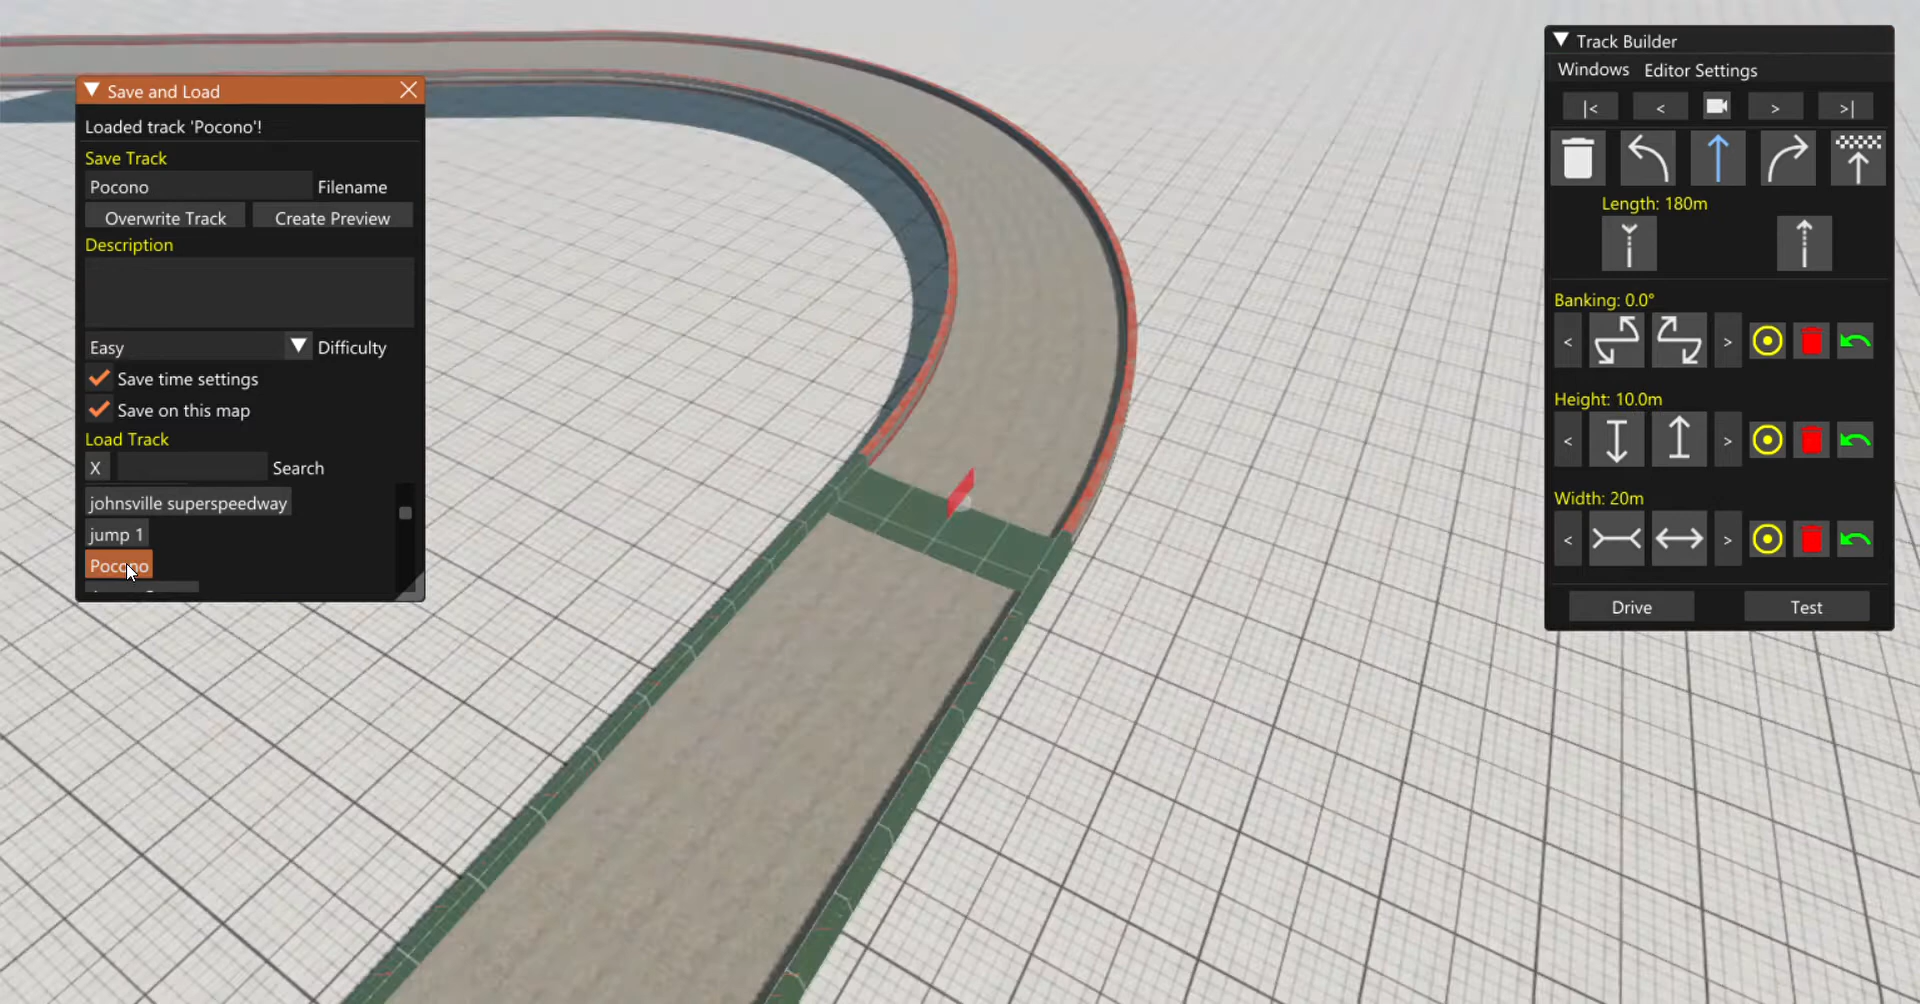 Save and Load
Loaded track 'Pocono'!
Save Track
Pocono
Filename
Overwrite Track
Create Preview
Description
Easy
Difficulty
Save time settings
Save on this map
Load Track
X
Search
johnsville superspeedway
jump 1
Pocono
Track Builder
Windows Editor Settings
|< < > >|
Length: 180m
Banking: 0.0°
< >
Height: 10.0m
< >
Width: 20m
< >
Drive
Test